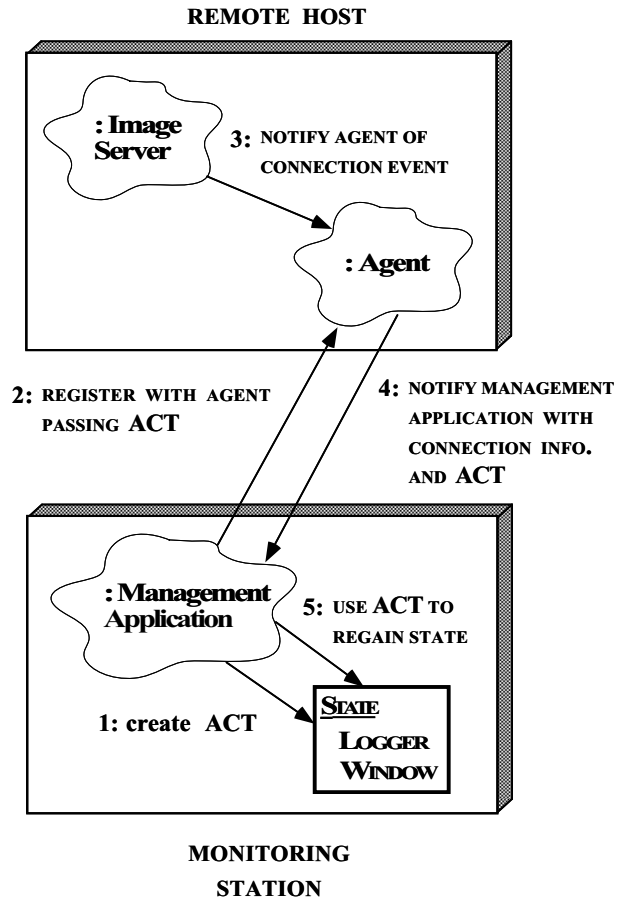 REMOTE HOST
: Image
Server
3: NOTIFY AGENT OF
CONNECTION EVENT
: Agent
2: REGISTER WITH AGENT
PASSING ACT
4: NOTIFY MANAGEMENT
APPLICATION WITH
CONNECTION INFO.
AND ACT
: Management
Application
5: USE ACT TO
REGAIN STATE
1: create ACT
STATE
LOGGER
WINDOW
MONITORING
STATION